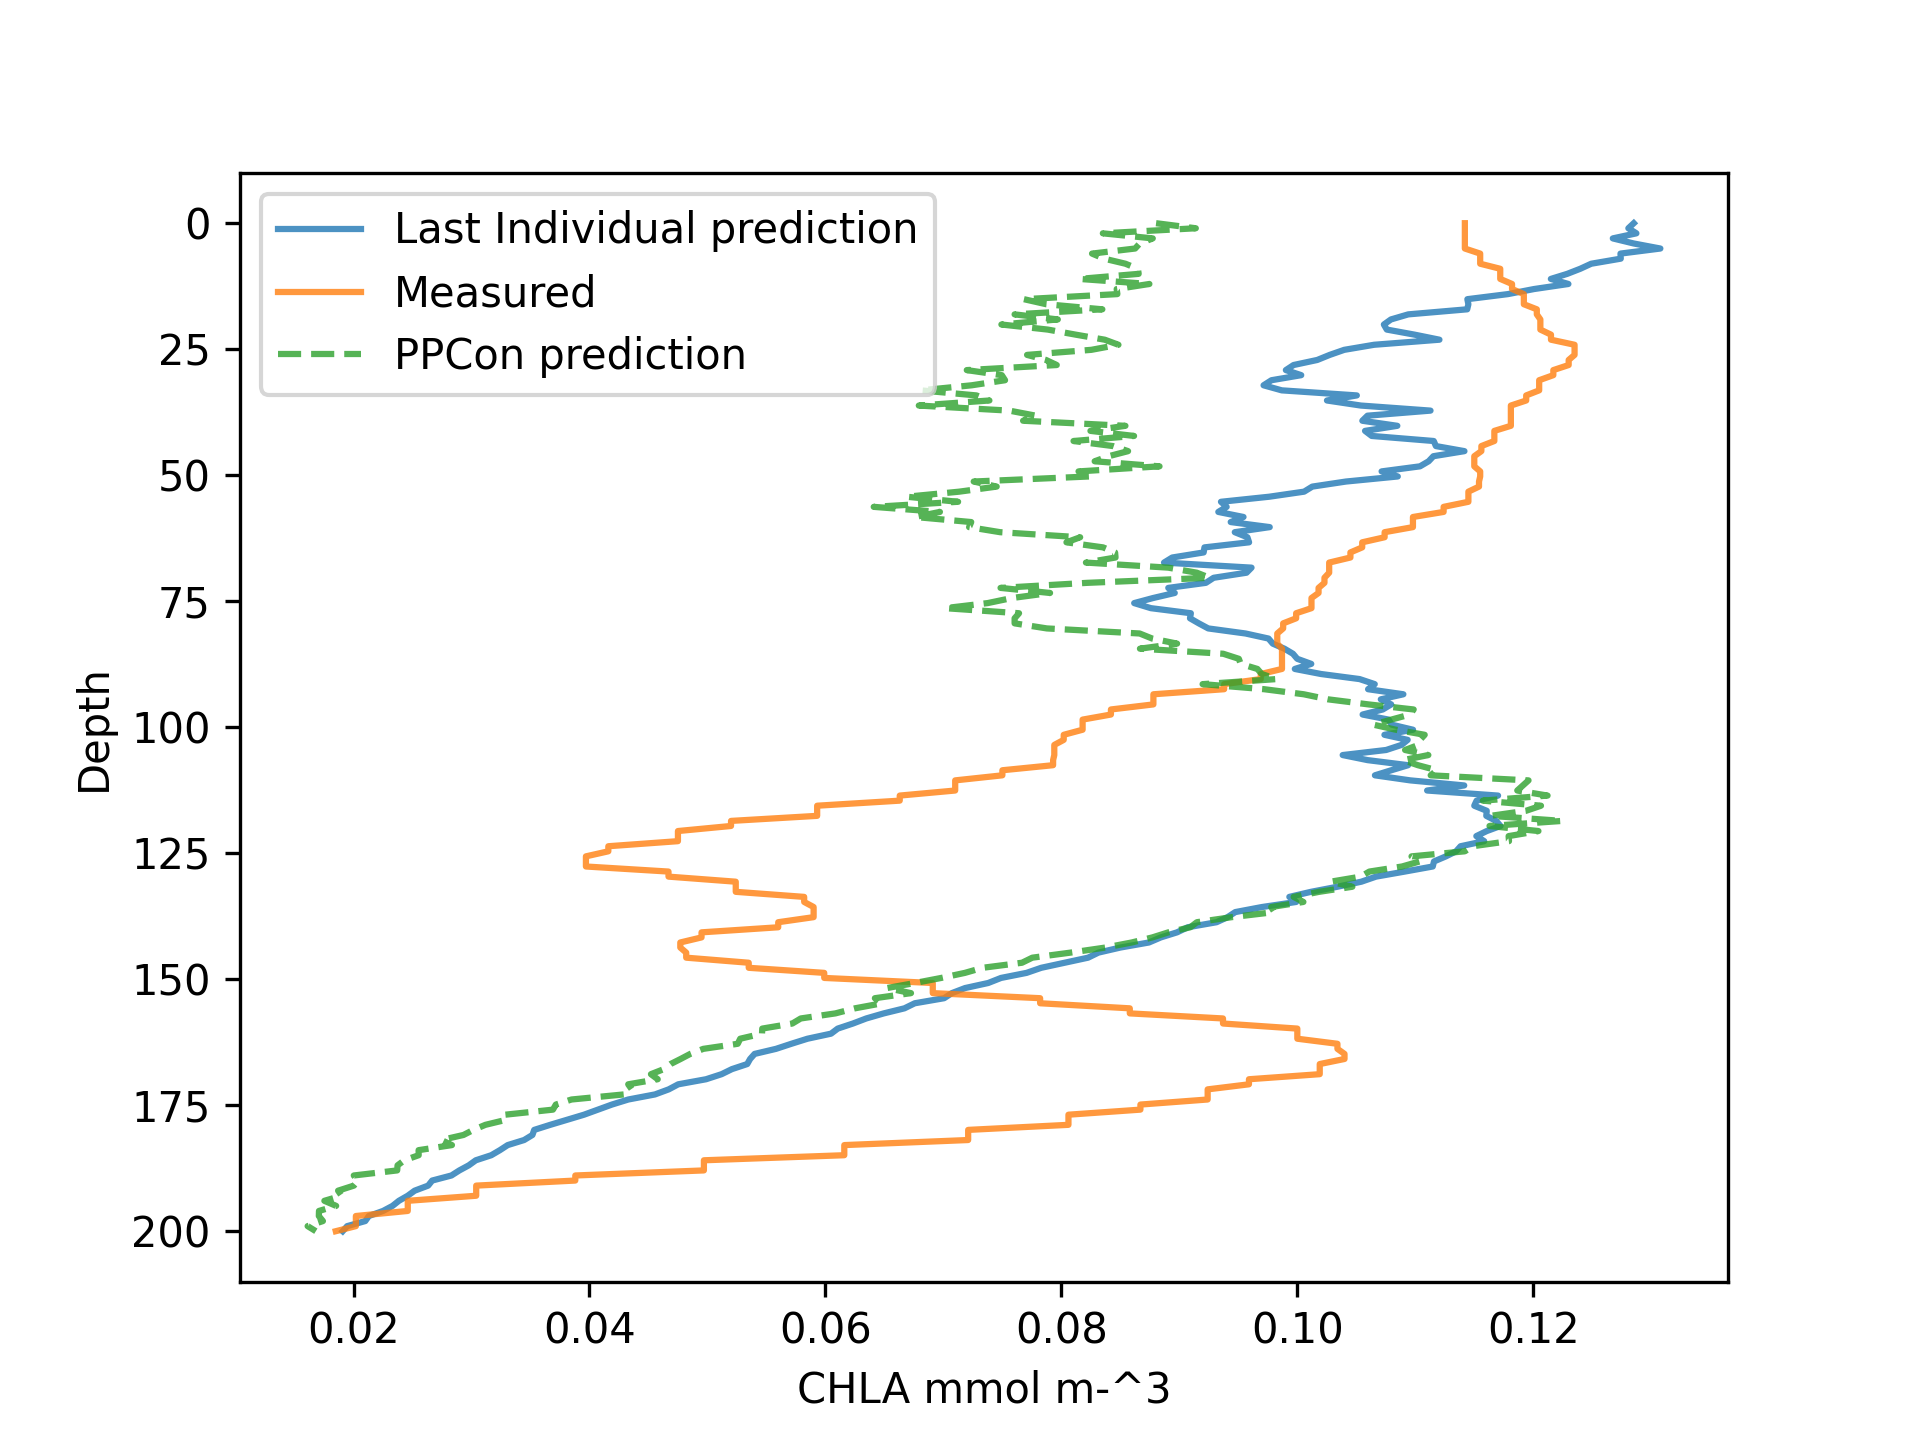 Last Individual prediction
Measured
PPCon prediction
0
25
50
75
100
125
150
175
200
Depth
0.02 0.04 0.06 0.08 0.10 0.12
CHLA mmol m-^3